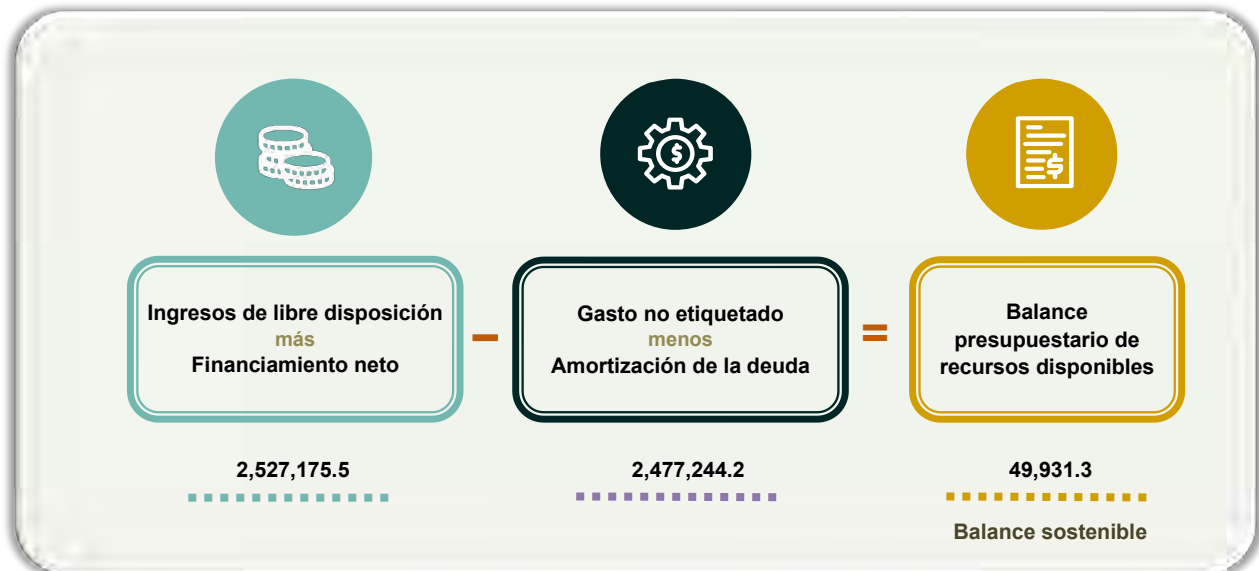 Ingresos de libre disposición
más
Financiamiento neto
–
Gasto no etiquetado
menos
Amortización de la deuda
=
Balance
presupuestario de
recursos disponibles
2,527,175.5
2,477,244.2
49,931.3
Balance sostenible